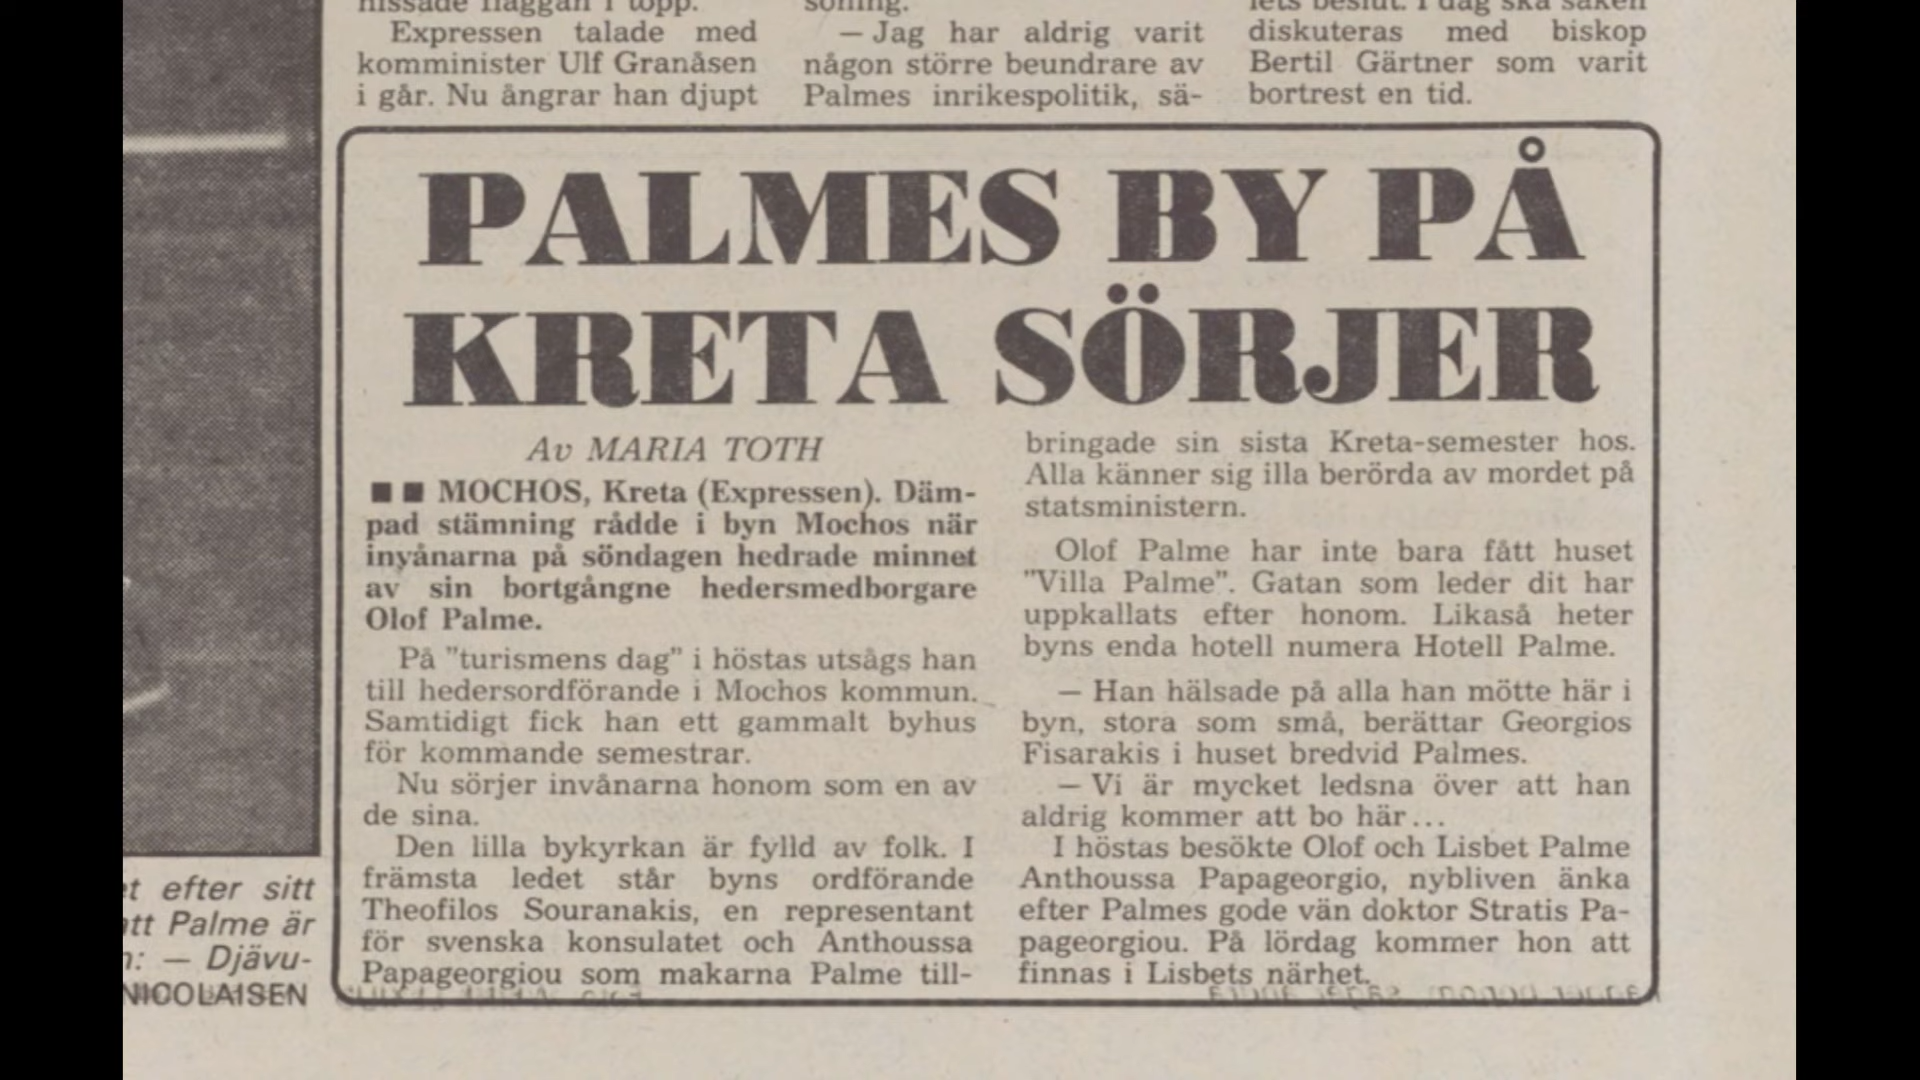 Expressen talade med
komminister Ulf Granåsen
i går. Nu ångrar han djupt
— Jag har aldrig varit
någon större beundrare av
Palmes inrikespolitik, sä-
lets beslut. I dag ska saken
diskuteras med biskop
Bertil Gärtner som varit
bortrest en tid.
PALMES BY PÅ
KRETA SÖRJER
Av MARIA TOTH
■ ■ MOCHOS, Kreta (Expressen). Däm-
pad stämning rådde i byn Mochos när
invånarna på söndagen hedrade minnet
av sin bortgångne hedersmedborgare
Olof Palme.
På "turismens dag" i höstas utsågs han
till hedersordförande i Mochos kommun.
Samtidigt fick han ett gammalt byhus
för kommande semestrar.
Nu sörjer invånarna honom som en av
de sina.
Den lilla bykyrkan är fylld av folk. I
främsta ledet står byns ordförande
Theofilos Souranakis, en representant
för svenska konsulatet och Anthoussa
Papageorgiou som makarna Palme till-
bringade sin sista Kreta-semester hos.
Alla känner sig illa berörda av mordet på
statsministern.
Olof Palme har inte bara fått huset
"Villa Palme". Gatan som leder dit har
uppkallats efter honom. Likaså heter
byns enda hotell numera Hotell Palme.
— Han hälsade på alla han mötte här i
byn, stora som små, berättar Georgios
Fisarakis i huset bredvid Palmes.
— Vi är mycket ledsna över att han
aldrig kommer att bo här...
I höstas besökte Olof och Lisbet Palme
Anthoussa Papageorgio, nybliven änka
efter Palmes gode vän doktor Stratis Pa-
pageorgiou. På lördag kommer hon att
finnas i Lisbets närhet.
et efter sitt
att Palme är
n: — Djävu-
NICOLAISEN